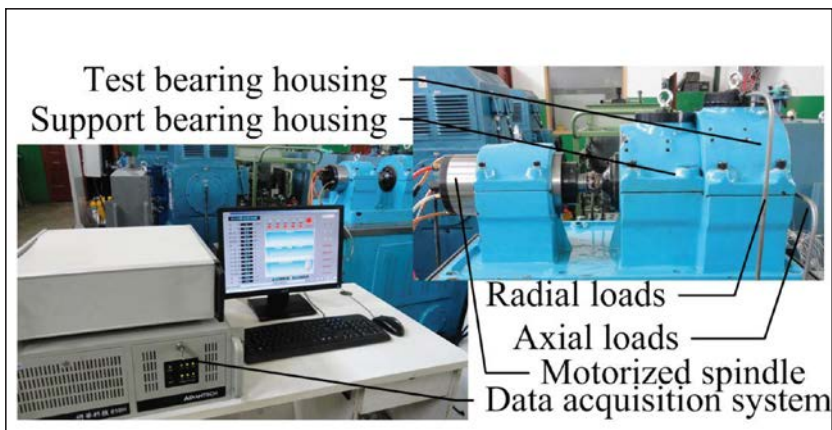 Test bearing housing
Support bearing housing
Radial loads
Axial loads
Motorized spindle
Data acquisition system
ADVANTECH